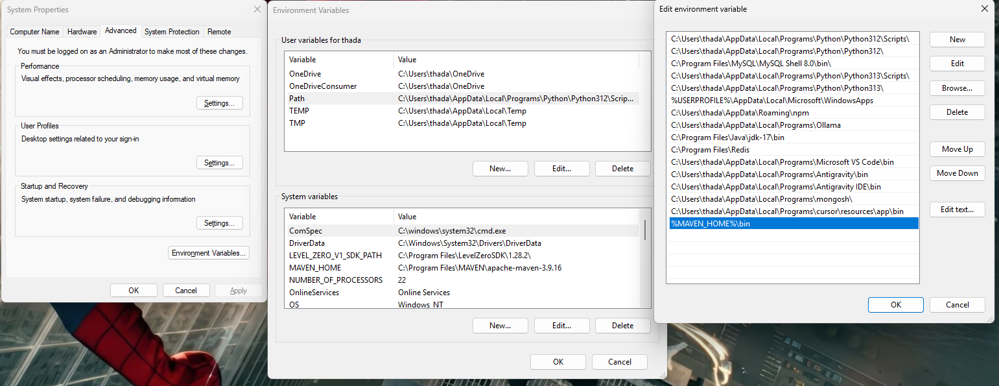 System Properties
Computer Name
Hardware
Advanced
System Protection
Remote
You must be logged on as an Administrator to make most of these changes.
Performance
Visual effects, processor scheduling, memory usage, and virtual memory
Settings...
User Profiles
Desktop settings related to your sign-in
Settings...
Startup and Recovery
System startup, system failure, and debugging information
Settings...
Environment Variables...
OK
Cancel
Apply
Environment Variables
User variables for thada
Variable Value
OneDrive C:\Users\thada\OneDrive
OneDriveConsumer C:\Users\thada\OneDrive
Path C:\Users\thada\AppData\Local\Programs\Python\Python312\Scrip...
TEMP C:\Users\thada\AppData\Local\Temp
TMP C:\Users\thada\AppData\Local\Temp
New...
Edit...
Delete
System variables
Variable Value
ComSpec C:\windows\system32\cmd.exe
DriverData C:\Windows\System32\Drivers\DriverData
LEVEL_ZERO_V1_SDK_PATH C:\Program Files\LevelZeroSDK\1.28.2\
MAVEN_HOME C:\Program Files\MAVEN\apache-maven-3.9.16
NUMBER_OF_PROCESSORS 22
OnlineServices Online Services
OS Windows_NT
New...
Edit...
Delete
OK
Cancel
Edit environment variable
C:\Users\thada\AppData\Local\Programs\Python\Python312\Scripts\
C:\Users\thada\AppData\Local\Programs\Python\Python312\
C:\Program Files\MySQL\MySQL Shell 8.0\bin\
C:\Users\thada\AppData\Local\Programs\Python\Python313\Scripts\
C:\Users\thada\AppData\Local\Programs\Python\Python313\
%USERPROFILE%\AppData\Local\Microsoft\WindowsApps
C:\Users\thada\AppData\Roaming\npm
C:\Users\thada\AppData\Local\Programs\Ollama
C:\Program Files\Java\jdk-17\bin
C:\Program Files\Redis
C:\Users\thada\AppData\Local\Programs\Microsoft VS Code\bin
C:\Users\thada\AppData\Local\Programs\Antigravity\bin
C:\Users\thada\AppData\Local\Programs\Antigravity IDE\bin
C:\Users\thada\AppData\Local\Programs\mongosh\
C:\Users\thada\AppData\Local\Programs\cursor\resources\app\bin
%MAVEN_HOME%\bin
New
Edit
Browse...
Delete
Move Up
Move Down
Edit text...
OK
Cancel